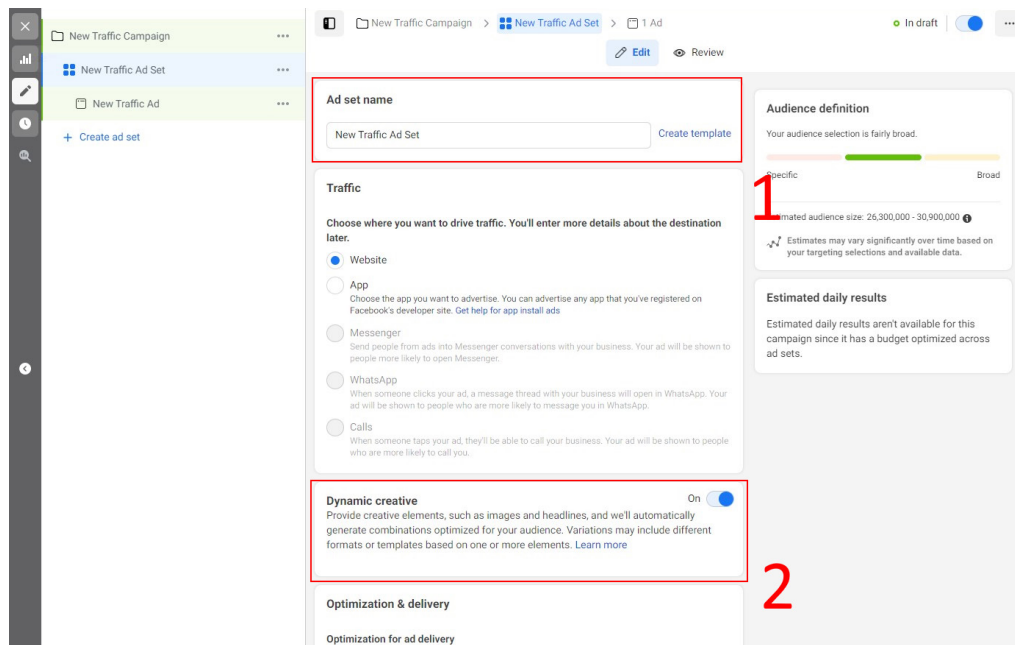 New Traffic Campaign
New Traffic Ad Set
New Traffic Ad
+ Create ad set
New Traffic Campaign > New Traffic Ad Set > 1 Ad
In draft
Edit
Review
Ad set name
New Traffic Ad Set
Create template
Traffic
Choose where you want to drive traffic. You'll enter more details about the destination
later.
Website
App
Choose the app you want to advertise. You can advertise any app that you've registered on
Facebook's developer site. Get help for app install ads
Messenger
Send people from ads into Messenger conversations with your business. Your ad will be shown to
people more likely to open Messenger.
WhatsApp
When someone clicks your ad, a message thread with your business will open in WhatsApp. Your
ad will be shown to people who are more likely to message you in WhatsApp.
Calls
When someone taps your ad, they'll be able to call your business. Your ad will be shown to people
who are more likely to call you.
Dynamic creative
On
Provide creative elements, such as images and headlines, and we'll automatically
generate combinations optimized for your audience. Variations may include different
formats or templates based on one or more elements. Learn more
Optimization & delivery
Optimization for ad delivery
Audience definition
Your audience selection is fairly broad.
Specific
Broad
1
Estimated audience size: 26,300,000 - 30,900,000
Estimates may vary significantly over time based on
your targeting selections and available data.
Estimated daily results
Estimated daily results aren't available for this
campaign since it has a budget optimized across
ad sets.
2